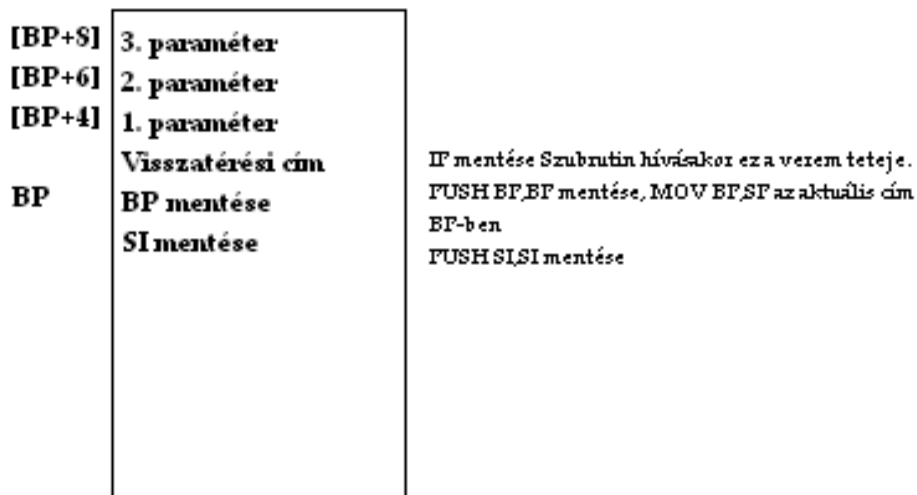 [BP+8] 3. paraméter
[BP+6] 2. paraméter
[BP+4] 1. paraméter
Visszatérési cím IP mentése Szubrutin hívásakor ez a verem teteje.
BP BP mentése PUSH BP,BP mentése, MOV BP,SP az aktuális cím
BP-ben
SI mentése PUSH SI,SI mentése